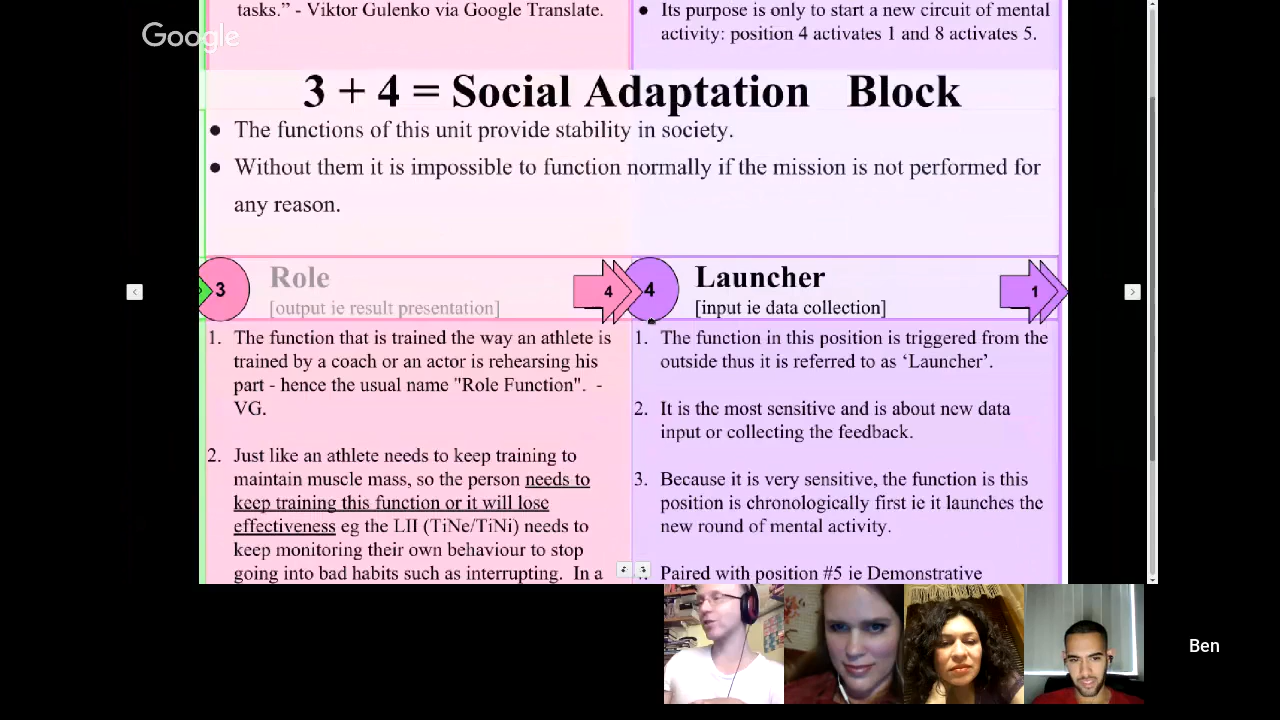 tasks.” - Viktor Gulenko via Google Translate.
● Its purpose is only to start a new circuit of mental
activity: position 4 activates 1 and 8 activates 5.
Google
3 + 4 = Social Adaptation Block
● The functions of this unit provide stability in society.
● Without them it is impossible to function normally if the mission is not performed for
any reason.
3
Role
[output ie result presentation]
4
1. The function that is trained the way an athlete is
trained by a coach or an actor is rehearsing his
part - hence the usual name "Role Function". -
VG.
2. Just like an athlete needs to keep training to
maintain muscle mass, so the person needs to
keep training this function or it will lose
effectiveness eg the LII (TiNe/TiNi) needs to
keep monitoring their own behaviour to stop
going into bad habits such as interrupting. In a
4
Launcher
[input ie data collection]
1
1. The function in this position is triggered from the
outside thus it is referred to as ‘Launcher’.
2. It is the most sensitive and is about new data
input or collecting the feedback.
3. Because it is very sensitive, the function is this
position is chronologically first ie it launches the
new round of mental activity.
Paired with position #5 ie Demonstrative
Ben